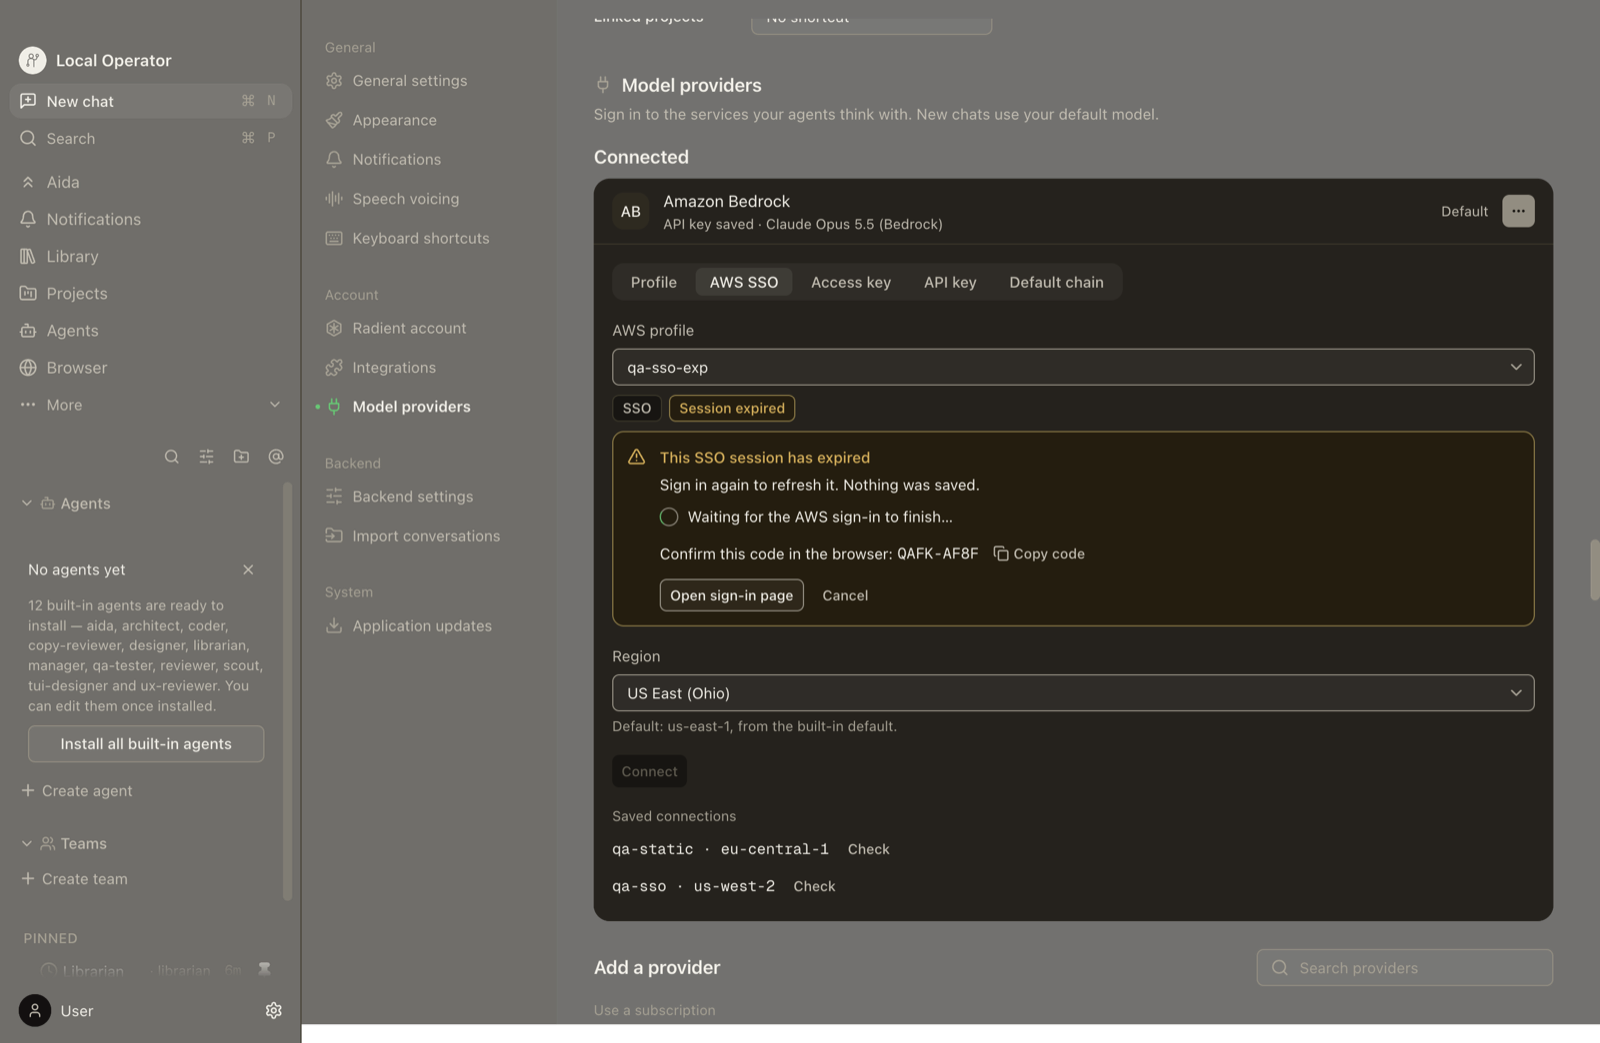 Local Operator
New chat ⌘ N
Search ⌘ P
Aida
Notifications
Library
Projects
Agents
Browser
More
Agents
No agents yet
12 built-in agents are ready to
install — aida, architect, coder,
copy-reviewer, designer, librarian,
manager, qa-tester, reviewer, scout,
tui-designer and ux-reviewer. You
can edit them once installed.
Install all built-in agents
Create agent
Teams
Create team
PINNED
Librarian · librarian 6m
User
General
General settings
Appearance
Notifications
Speech voicing
Keyboard shortcuts
Account
Radient account
Integrations
Model providers
Backend
Backend settings
Import conversations
System
Application updates
Linked projects No shortcut
Model providers
Sign in to the services your agents think with. New chats use your default model.
Connected
AB
Amazon Bedrock
API key saved · Claude Opus 5.5 (Bedrock)
Default
Profile AWS SSO Access key API key Default chain
AWS profile
qa-sso-exp
SSO Session expired
This SSO session has expired
Sign in again to refresh it. Nothing was saved.
Waiting for the AWS sign-in to finish...
Confirm this code in the browser: QAFK-AF8F Copy code
Open sign-in page Cancel
Region
US East (Ohio)
Default: us-east-1, from the built-in default.
Connect
Saved connections
qa-static · eu-central-1 Check
qa-sso · us-west-2 Check
Add a provider
Search providers
Use a subscription